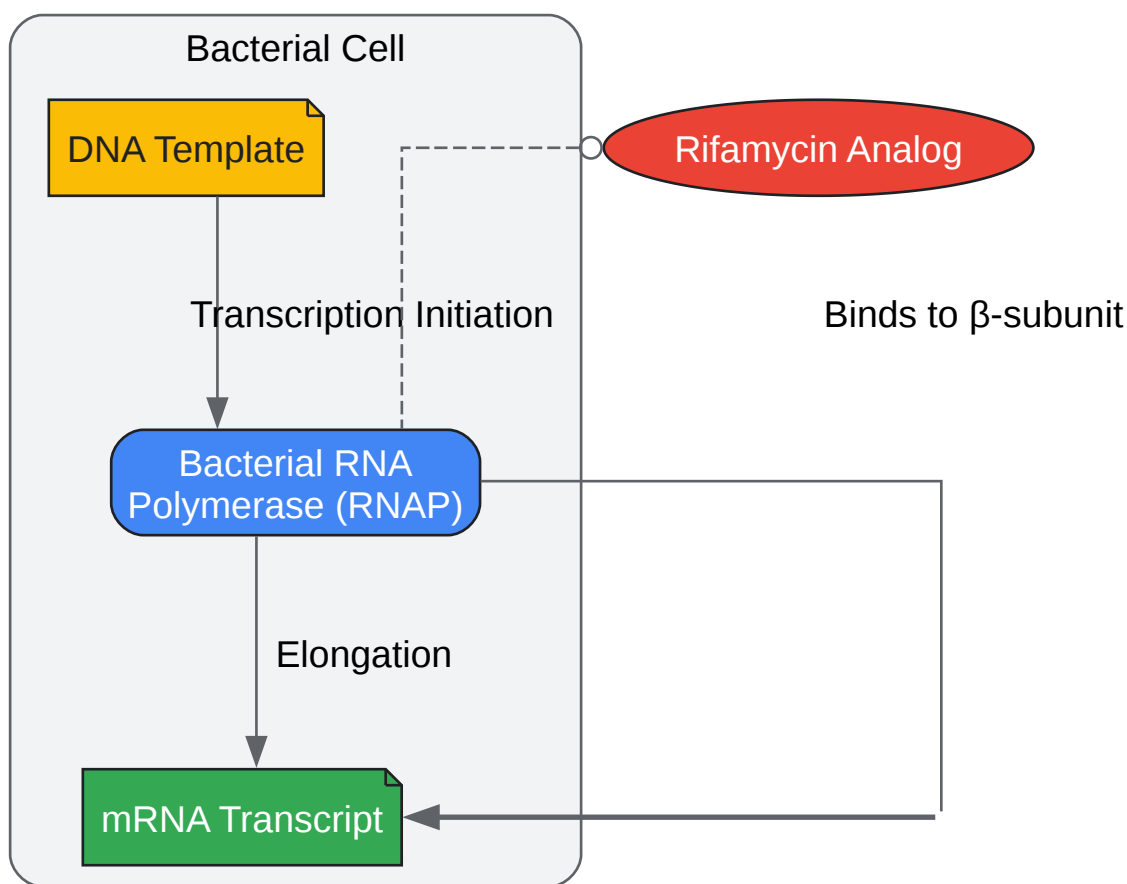 Bacterial Cell
DNA Template
Rifamycin Analog
Transcription Initiation
Binds to β-subunit
Bacterial RNA
Polymerase (RNAP)
Elongation
mRNA Transcript